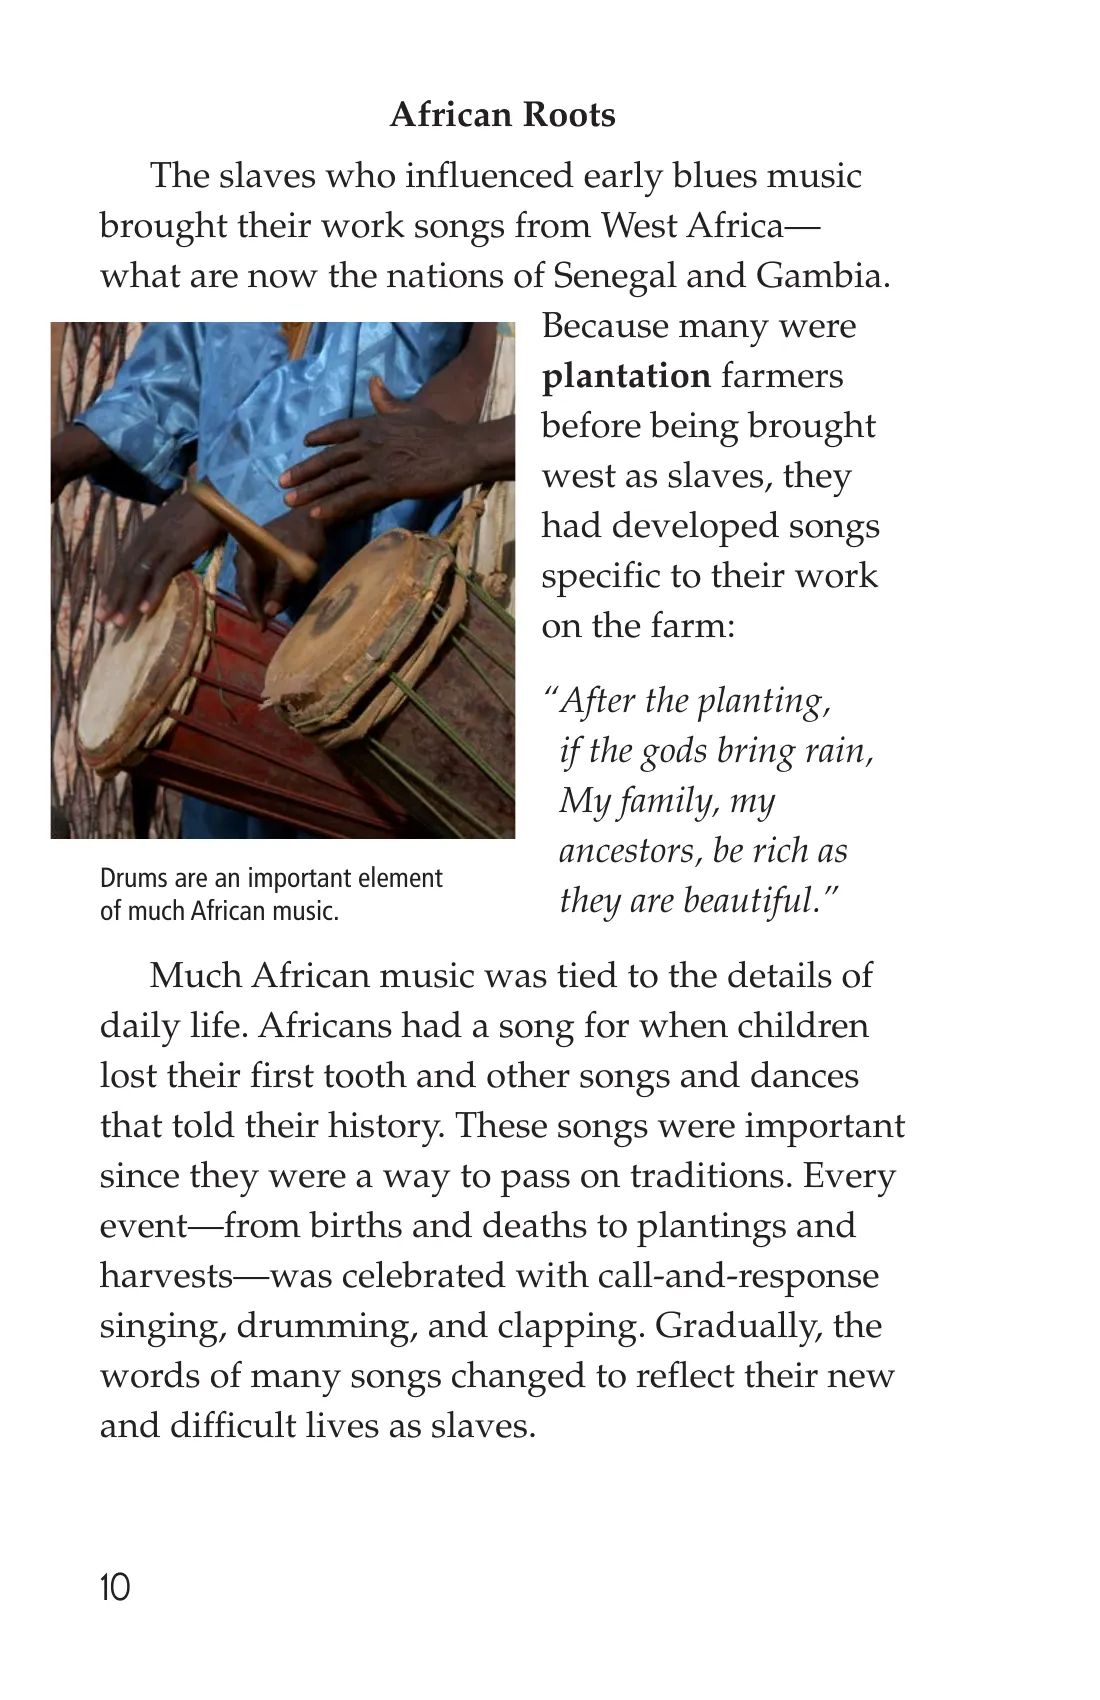 African Roots
The slaves who influenced early blues music
brought their work songs from West Africa—
what are now the nations of Senegal and Gambia.
Because many were
plantation farmers
before being brought
west as slaves, they
had developed songs
specific to their work
on the farm:
“After the planting,
if the gods bring rain,
My family, my
ancestors, be rich as
they are beautiful.”
Drums are an important element
of much African music.
Much African music was tied to the details of
daily life. Africans had a song for when children
lost their first tooth and other songs and dances
that told their history. These songs were important
since they were a way to pass on traditions. Every
event—from births and deaths to plantings and
harvests—was celebrated with call-and-response
singing, drumming, and clapping. Gradually, the
words of many songs changed to reflect their new
and difficult lives as slaves.
10